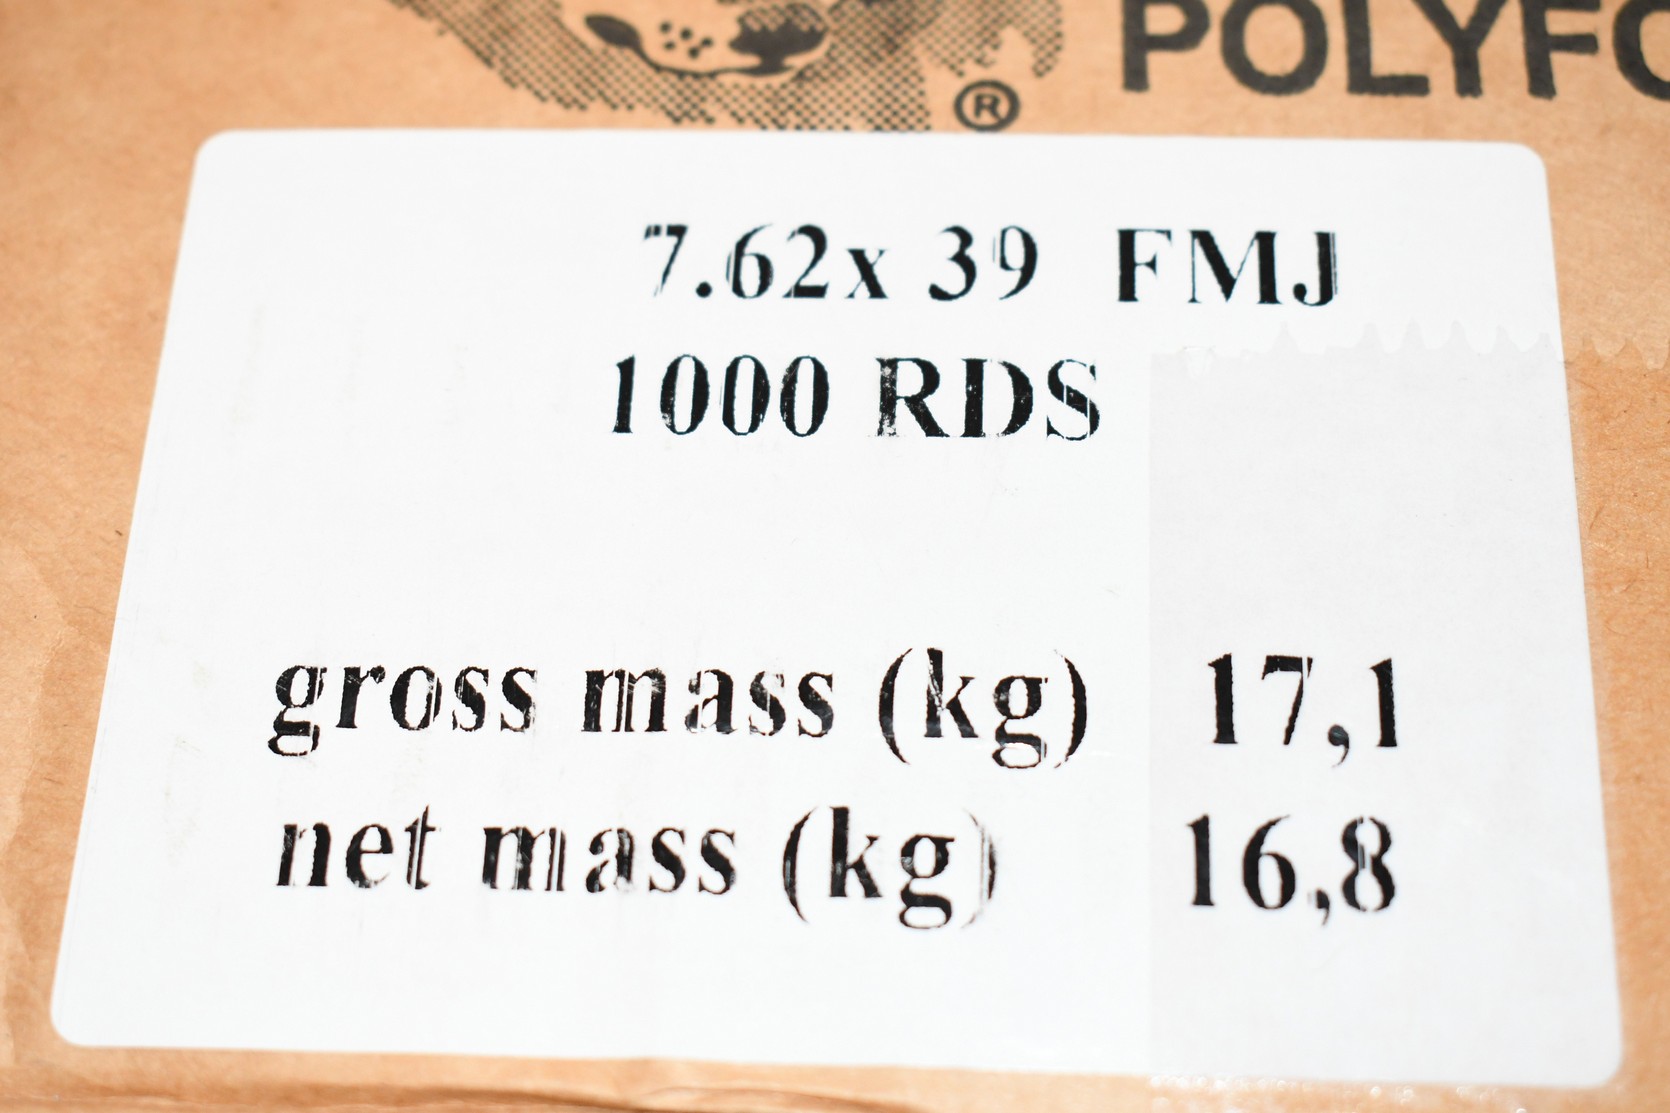 POLYFO
®
7.62x 39 FMJ
1000 RDS
gross mass (kg) 17,1
net mass (kg) 16,8